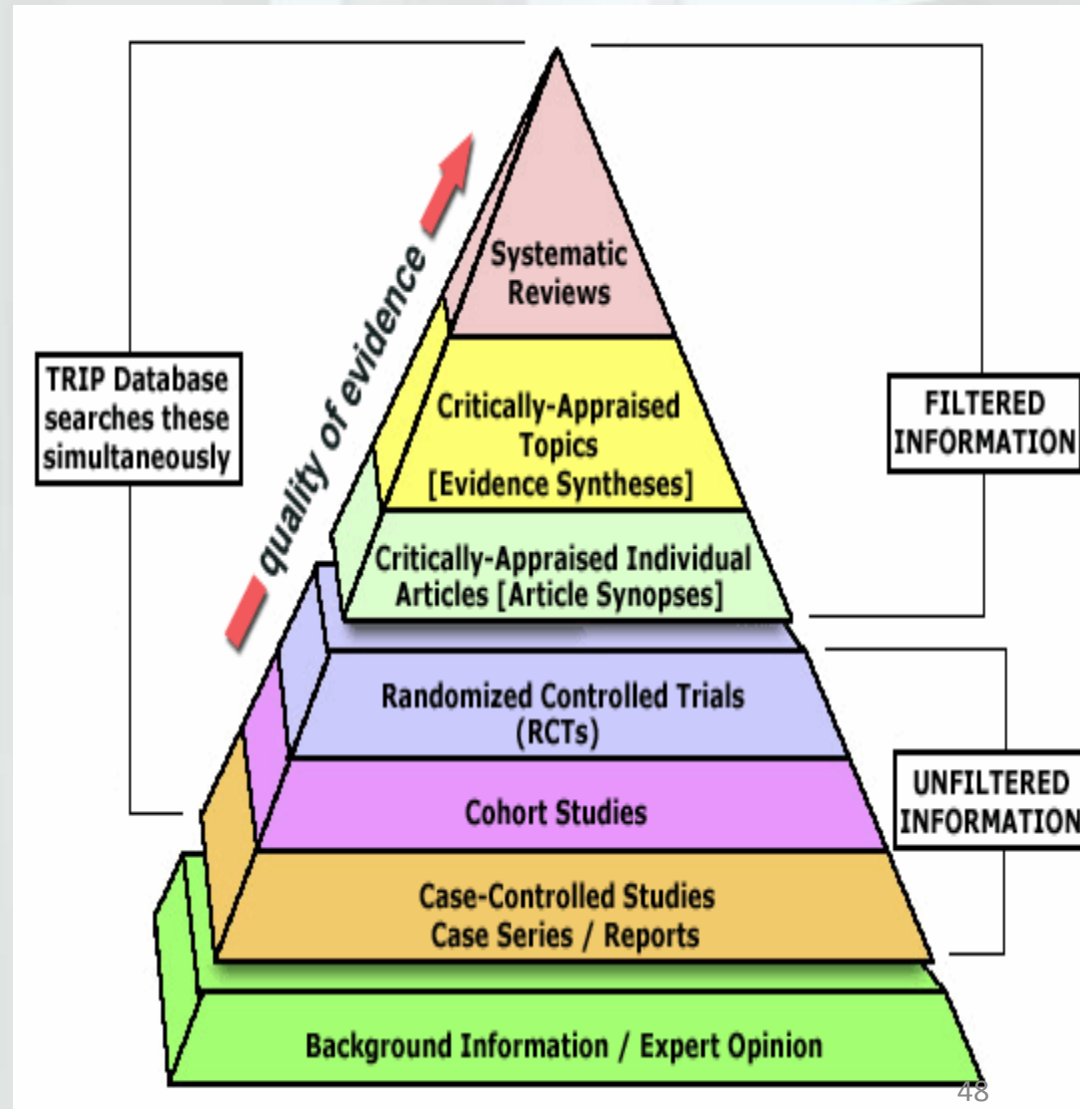 Systematic
Reviews
quality of evidence
TRIP Database
searches these
simultaneously
FILTERED
INFORMATION
Critically-Appraised
Topics
[Evidence Syntheses]
Critically-Appraised Individual
Articles [Article Synopses]
Randomized Controlled Trials
(RCTs)
UNFILTERED
INFORMATION
Cohort Studies
Case-Controlled Studies
Case Series / Reports
Background Information / Expert Opinion
48